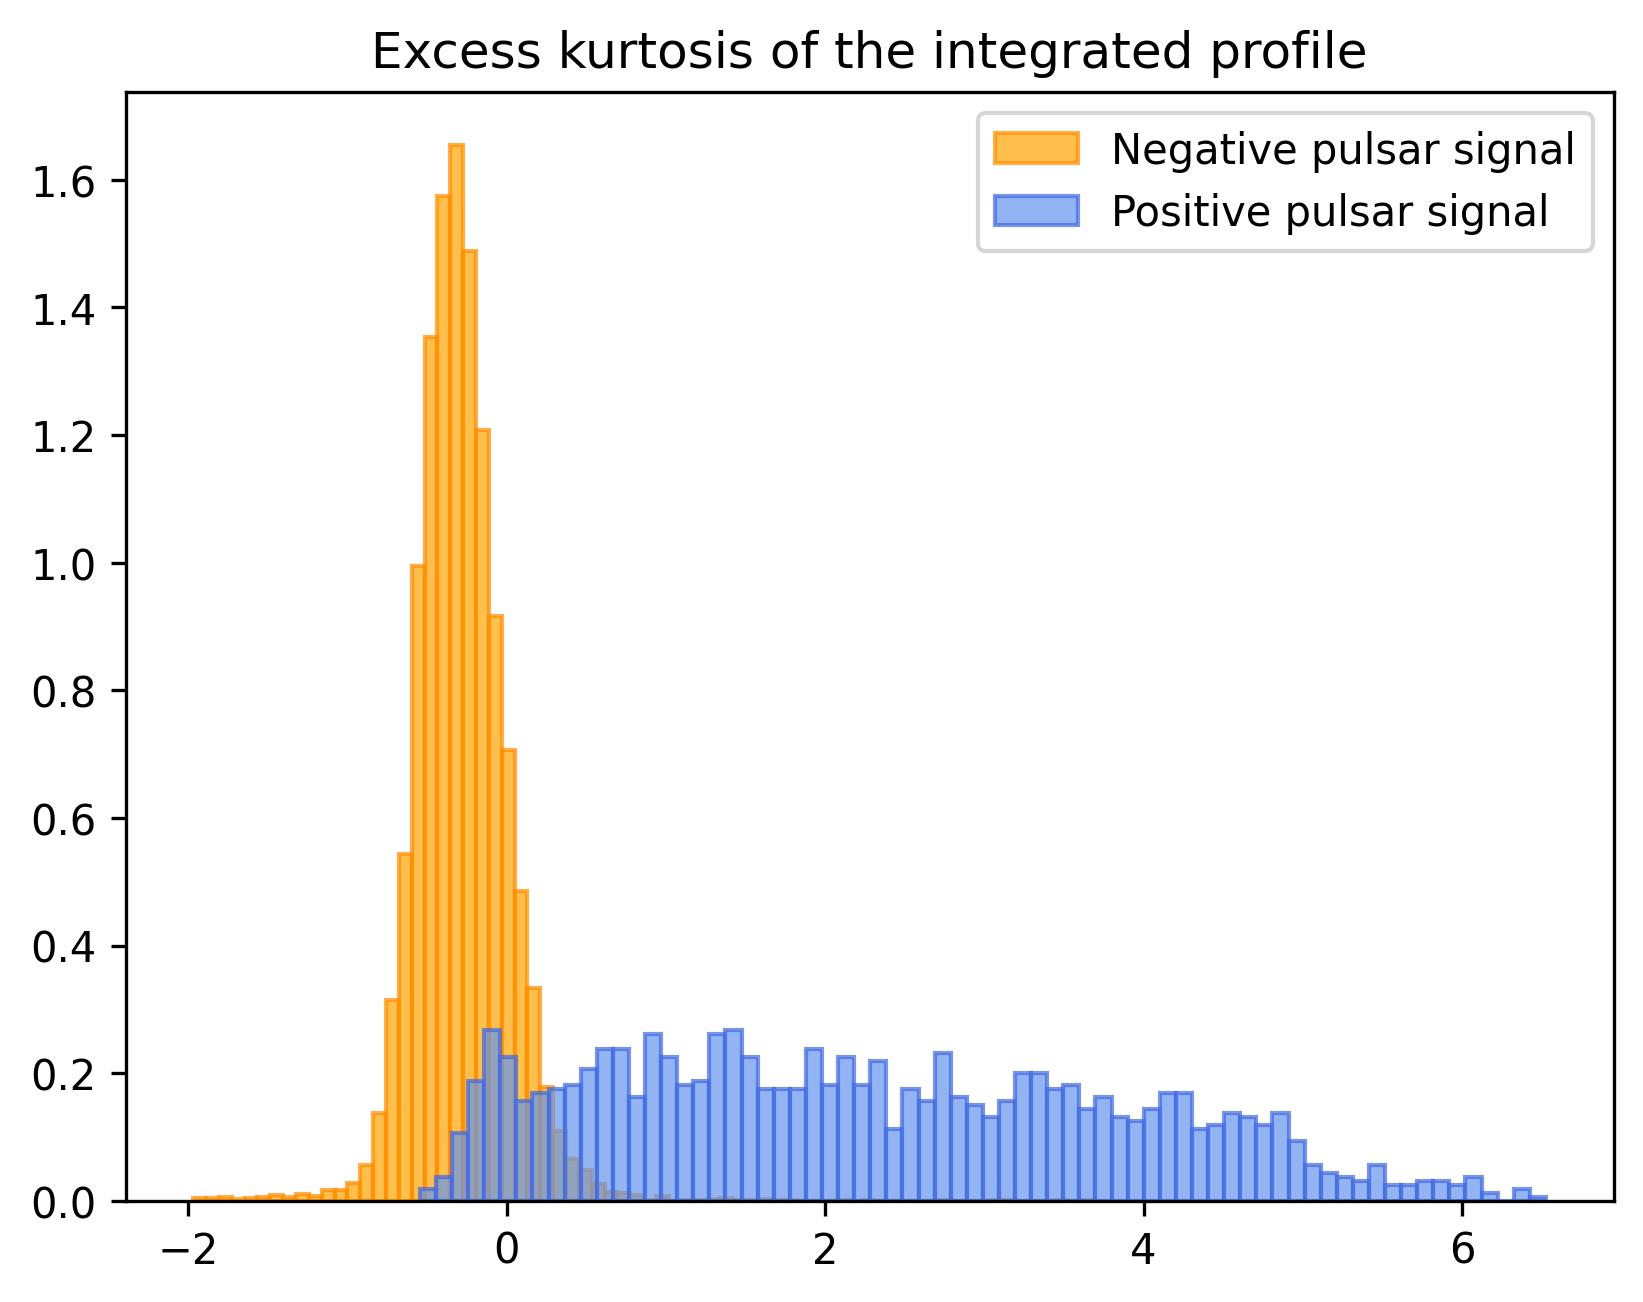 Excess kurtosis of the integrated profile
Negative pulsar signal
Positive pulsar signal
1.6
1.4
1.2
1.0
0.8
0.6
0.4
0.2
0.0
−2 0 2 4 6